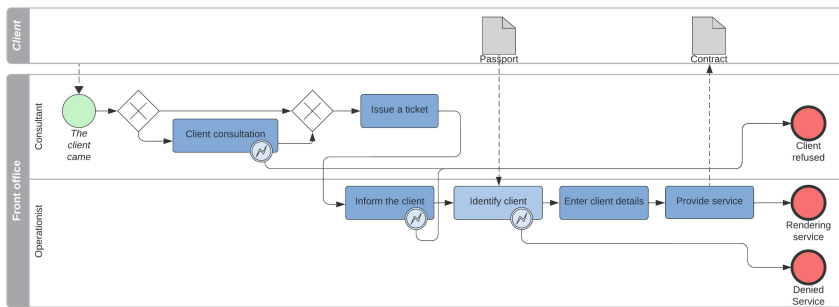 Client
Passport
Contract
Front office
Consultant
The
client
came
Client consultation
Issue a ticket
Client
refused
Operationist
Inform the client
Identify client
Enter client details
Provide service
Rendering
service
Denied
Service